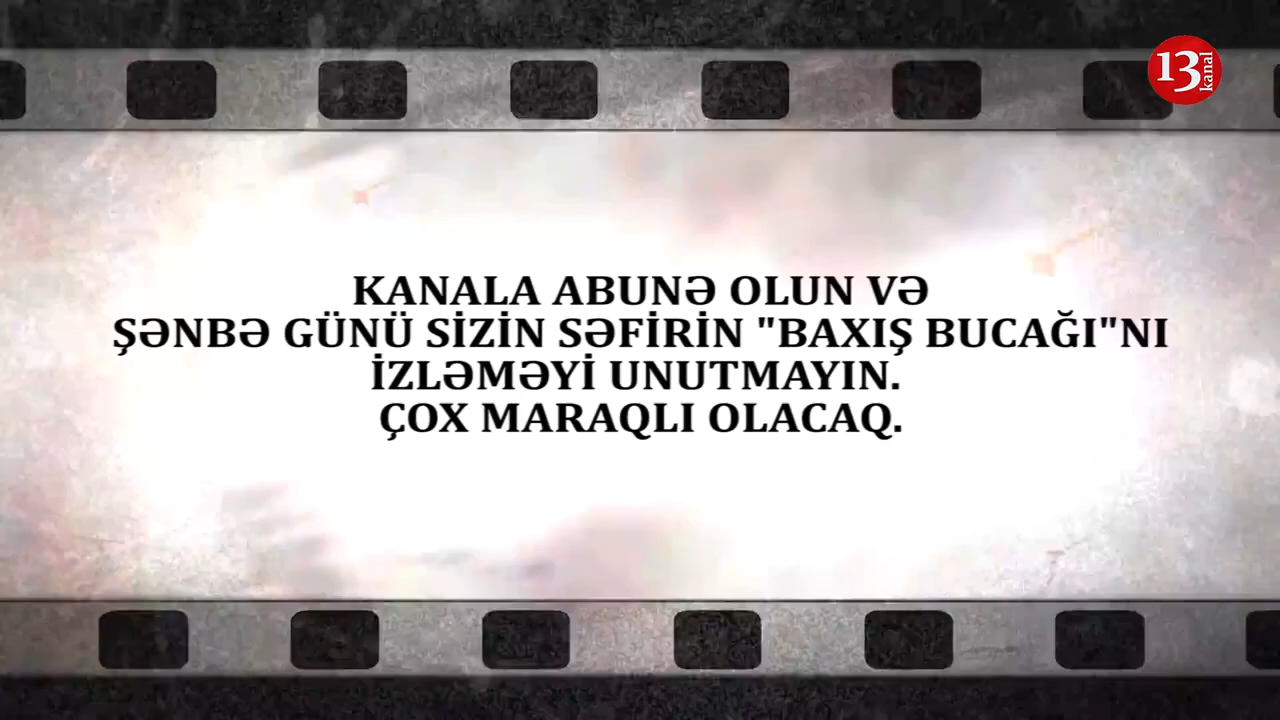 13 kanal
KANALA ABUNƏ OLUN VƏ
ŞƏNBƏ GÜNÜ SİZİN SƏFİRİN "BAXIŞ BUCAĞI"NI
İZLƏMƏYİ UNUTMAYIN.
ÇOX MARAQLI OLACAQ.